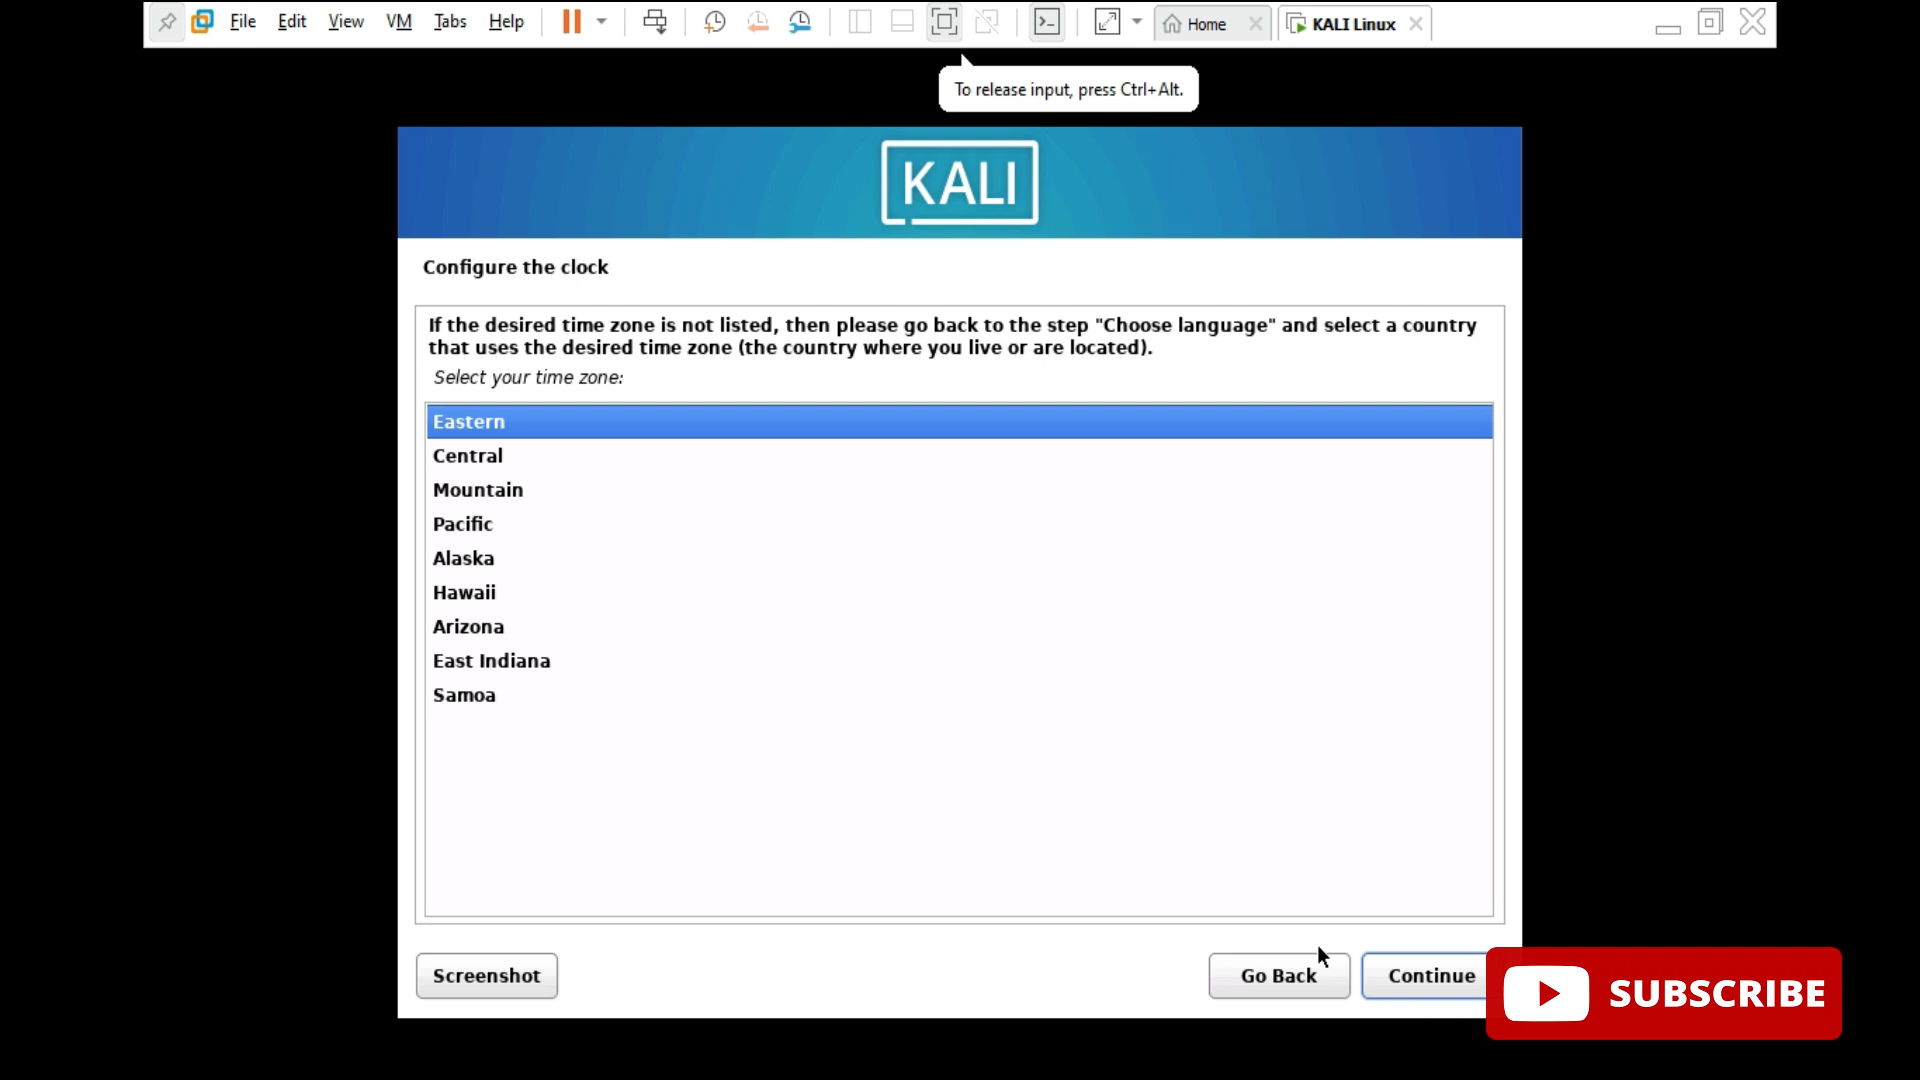 File Edit View VM Tabs Help Home KALI Linux
To release input, press Ctrl+Alt.
KALI
Configure the clock
If the desired time zone is not listed, then please go back to the step "Choose language" and select a country
that uses the desired time zone (the country where you live or are located).
Select your time zone:
Eastern
Central
Mountain
Pacific
Alaska
Hawaii
Arizona
East Indiana
Samoa
Screenshot Go Back Continue
SUBSCRIBE